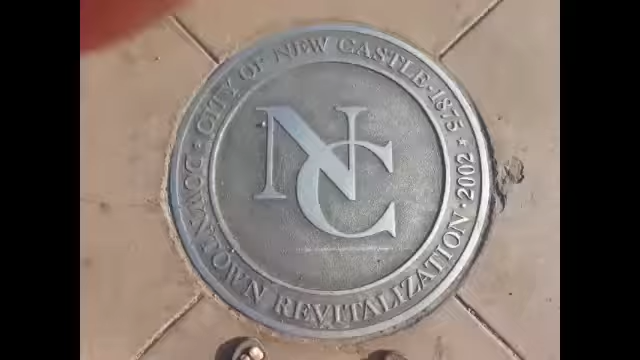 CITY OF NEW CASTLE · 1875 ★ 2002 ·
DOWNTOWN REVITALIZATION
NC